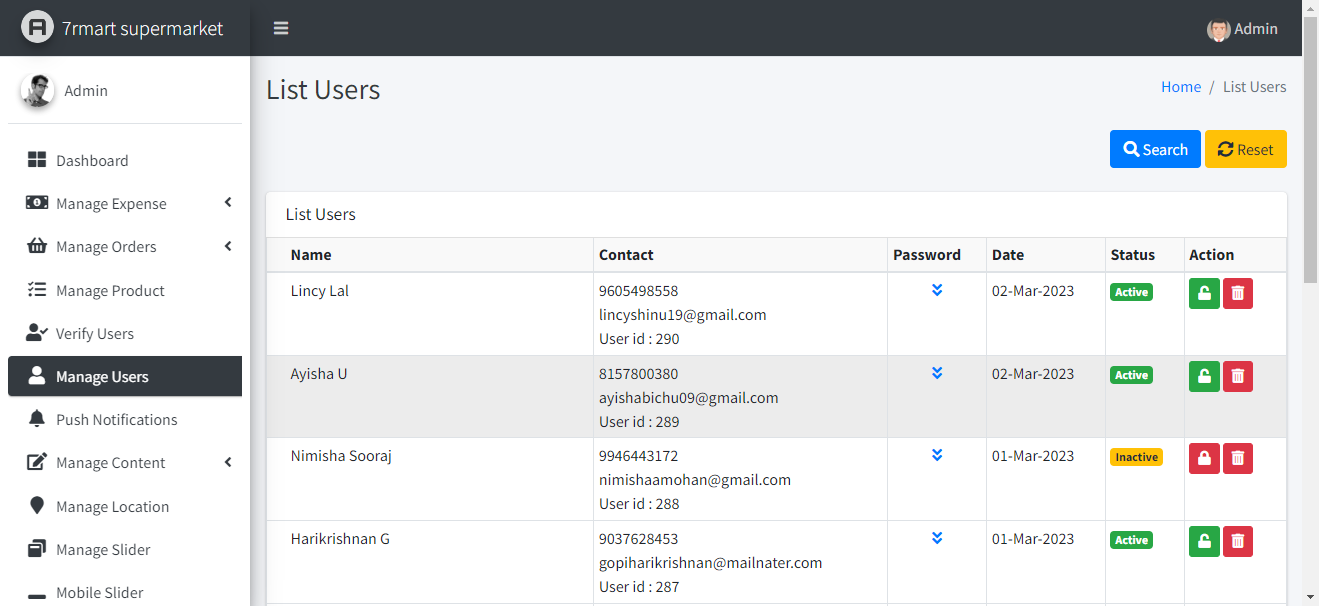 7rmart supermarket
Admin
Admin
Dashboard
Manage Expense
Manage Orders
Manage Product
Verify Users
Manage Users
Push Notifications
Manage Content
Manage Location
Manage Slider
Mobile Slider
List Users
Home / List Users
Search Reset
List Users
Name Contact Password Date Status Action
Lincy Lal 9605498558 02-Mar-2023 Active
lincyshinu19@gmail.com
User id : 290
Ayisha U 8157800380 02-Mar-2023 Active
ayishabichu09@gmail.com
User id : 289
Nimisha Sooraj 9946443172 01-Mar-2023 Inactive
nimishaamohan@gmail.com
User id : 288
Harikrishnan G 9037628453 01-Mar-2023 Active
gopiharikrishnan@mailnater.com
User id : 287